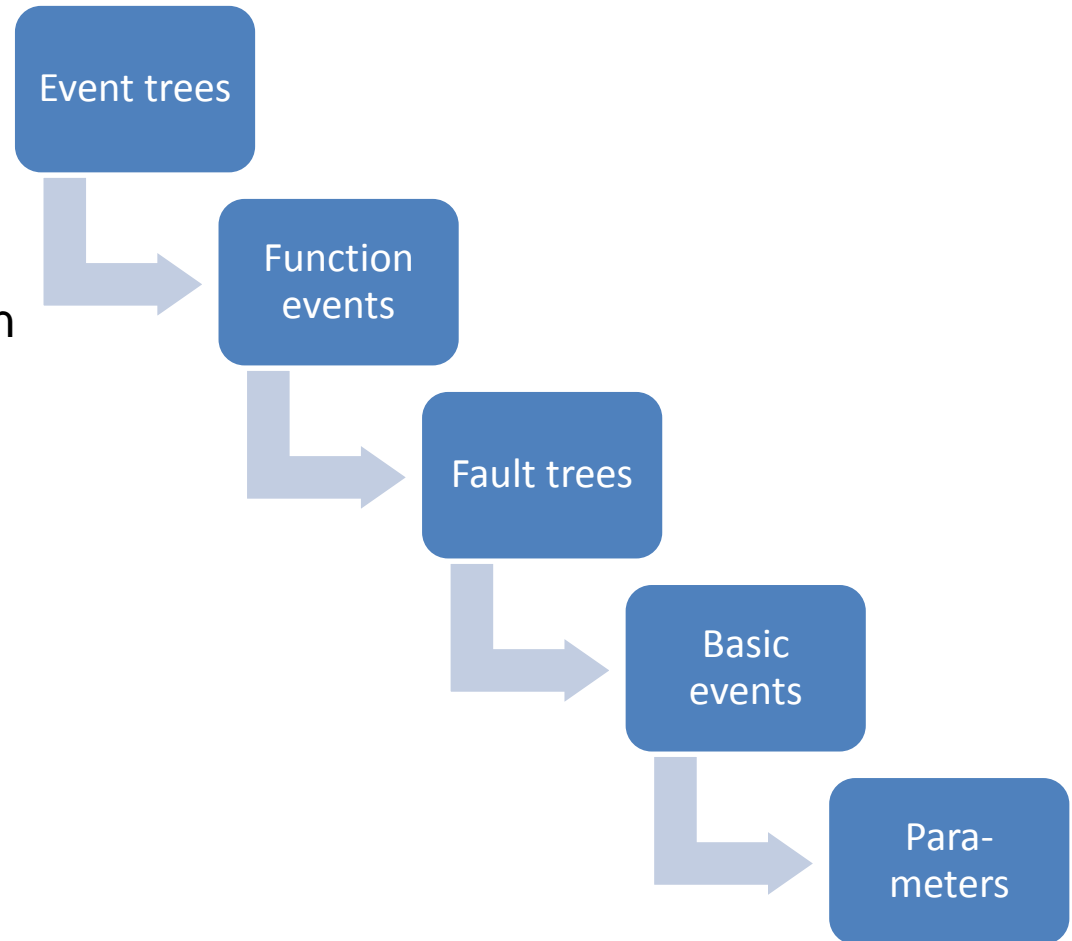 Event trees
Function
events
n
Fault trees
Basic
events
Para-
meters